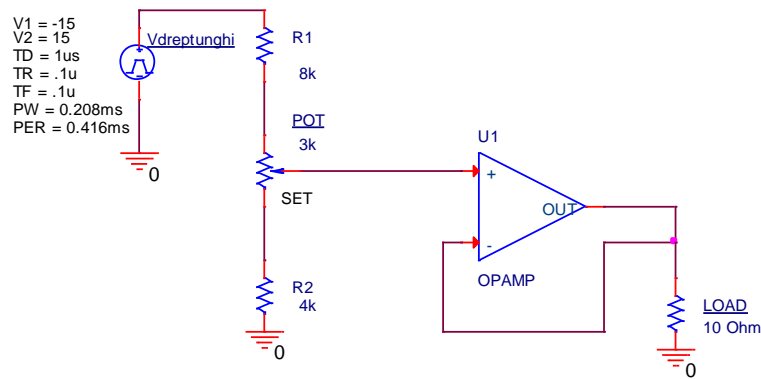 V1 = -15
V2 = 15
TD = 1us
TR = .1u
TF = .1u
PW = 0.208ms
PER = 0.416ms
Vdreptunghi
0
R1
8k
POT
3k
SET
R2
4k
0
U1
+
-
OUT
OPAMP
LOAD
10 Ohm
0